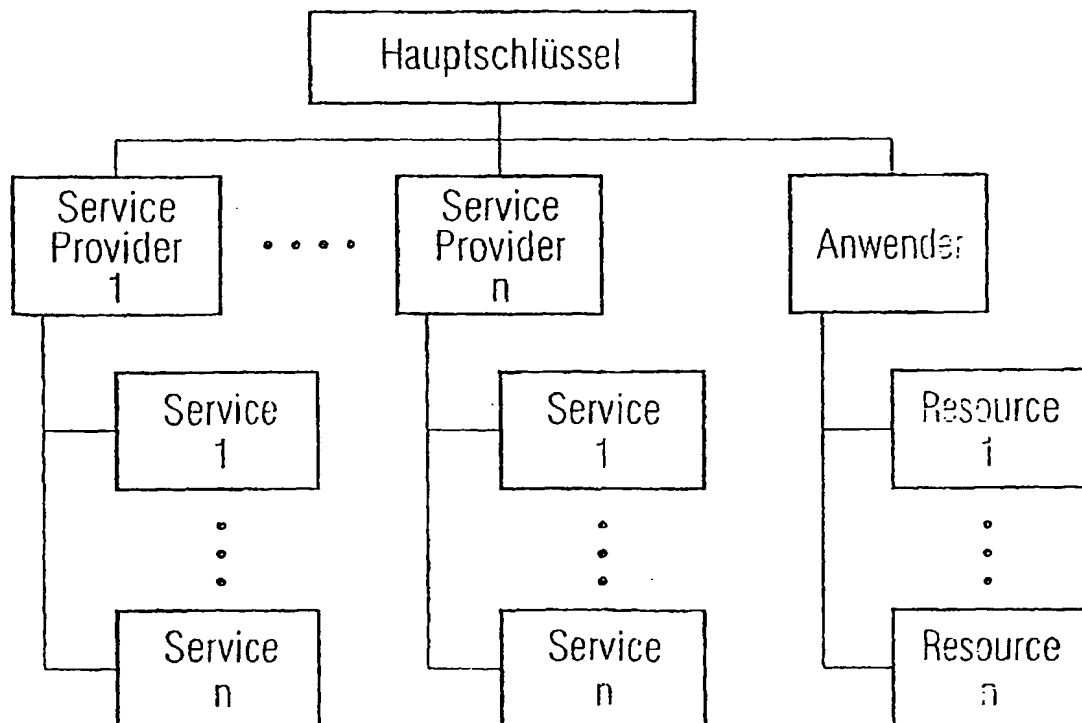 Hauptschlüssel
Service
Provider
1
Service
Provider
n
Anwender
Service
1
Service
1
Resource
1
Service
n
Service
n
Resource
n